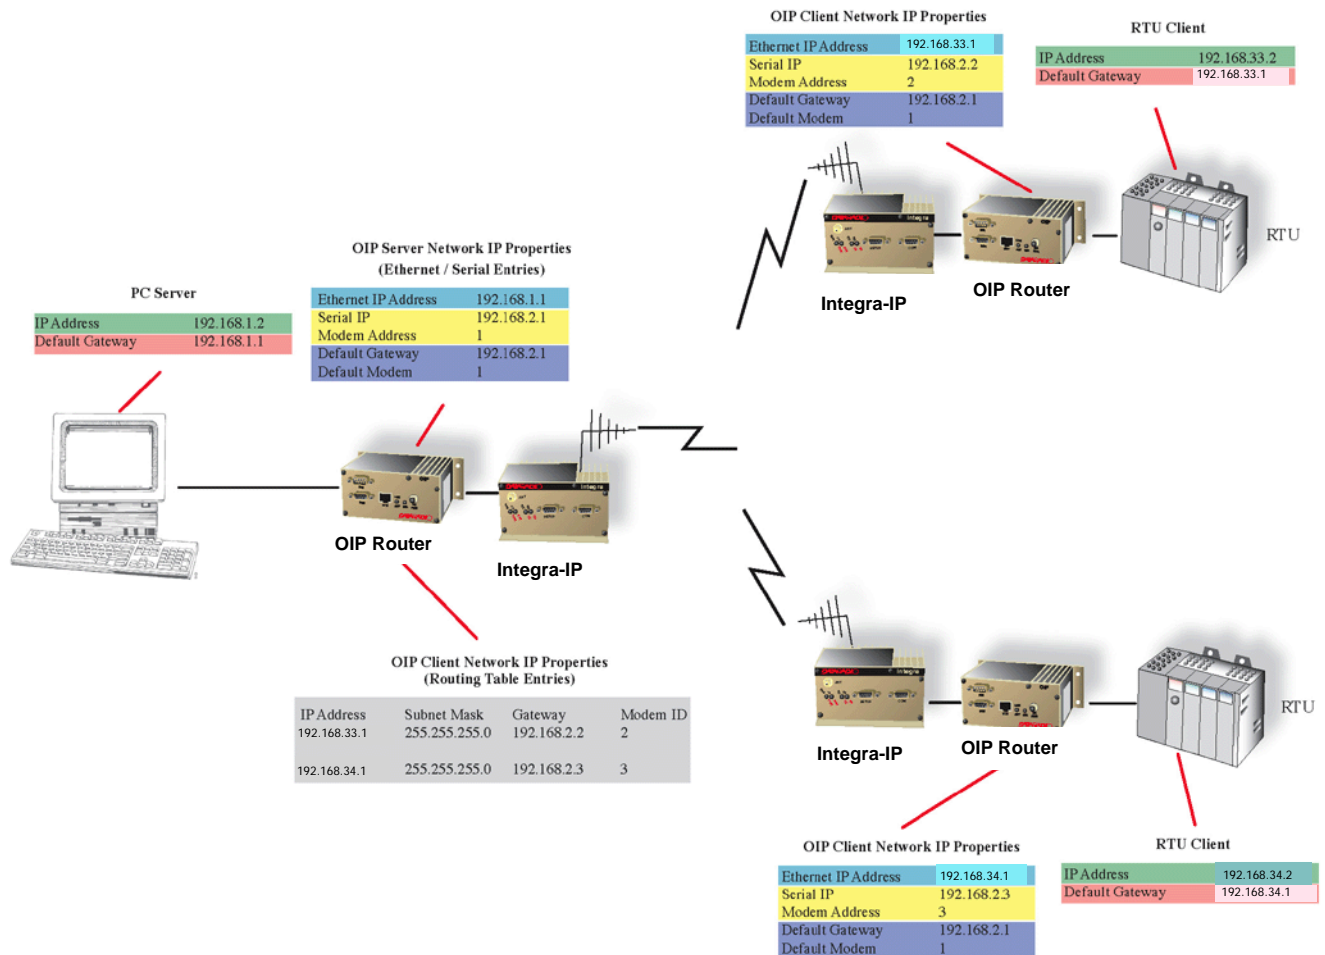 OIP Client Network IP Properties
Ethernet IP Address 192.168.33.1
Serial IP 192.168.2.2
Modem Address 2
Default Gateway 192.168.2.1
Default Modem 1
RTU Client
IP Address 192.168.33.2
Default Gateway 192.168.33.1
Integra
RTU
Integra-IP
OIP Router
OIP Server Network IP Properties
(Ethernet / Serial Entries)
Ethernet IP Address 192.168.1.1
Serial IP 192.168.2.1
Modem Address 1
Default Gateway 192.168.2.1
Default Modem 1
PC Server
IP Address 192.168.1.2
Default Gateway 192.168.1.1
Integra
OIP Router
Integra-IP
OIP Client Network IP Properties
(Routing Table Entries)
IP Address Subnet Mask Gateway Modem ID
192.168.33.1 255.255.255.0 192.168.2.2 2
192.168.34.1 255.255.255.0 192.168.2.3 3
Integra
RTU
Integra-IP
OIP Router
OIP Client Network IP Properties
Ethernet IP Address 192.168.34.1
Serial IP 192.168.2.3
Modem Address 3
Default Gateway 192.168.2.1
Default Modem 1
RTU Client
IP Address 192.168.34.2
Default Gateway 192.168.34.1